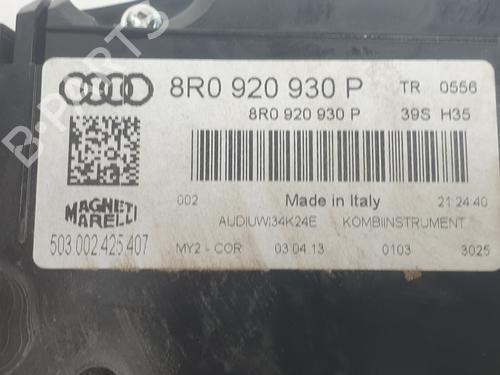 8R0 920 930 P TR 0556
8R0 920 930 P 39S H35
002 Made in Italy 21:24:40
MAGNETI MARELLI
AUDIUWI34K24E KOMBIINSTRUMENT
503.002.425.407 MY2 - COR 03.04.13 0103 3025
B-PARTS